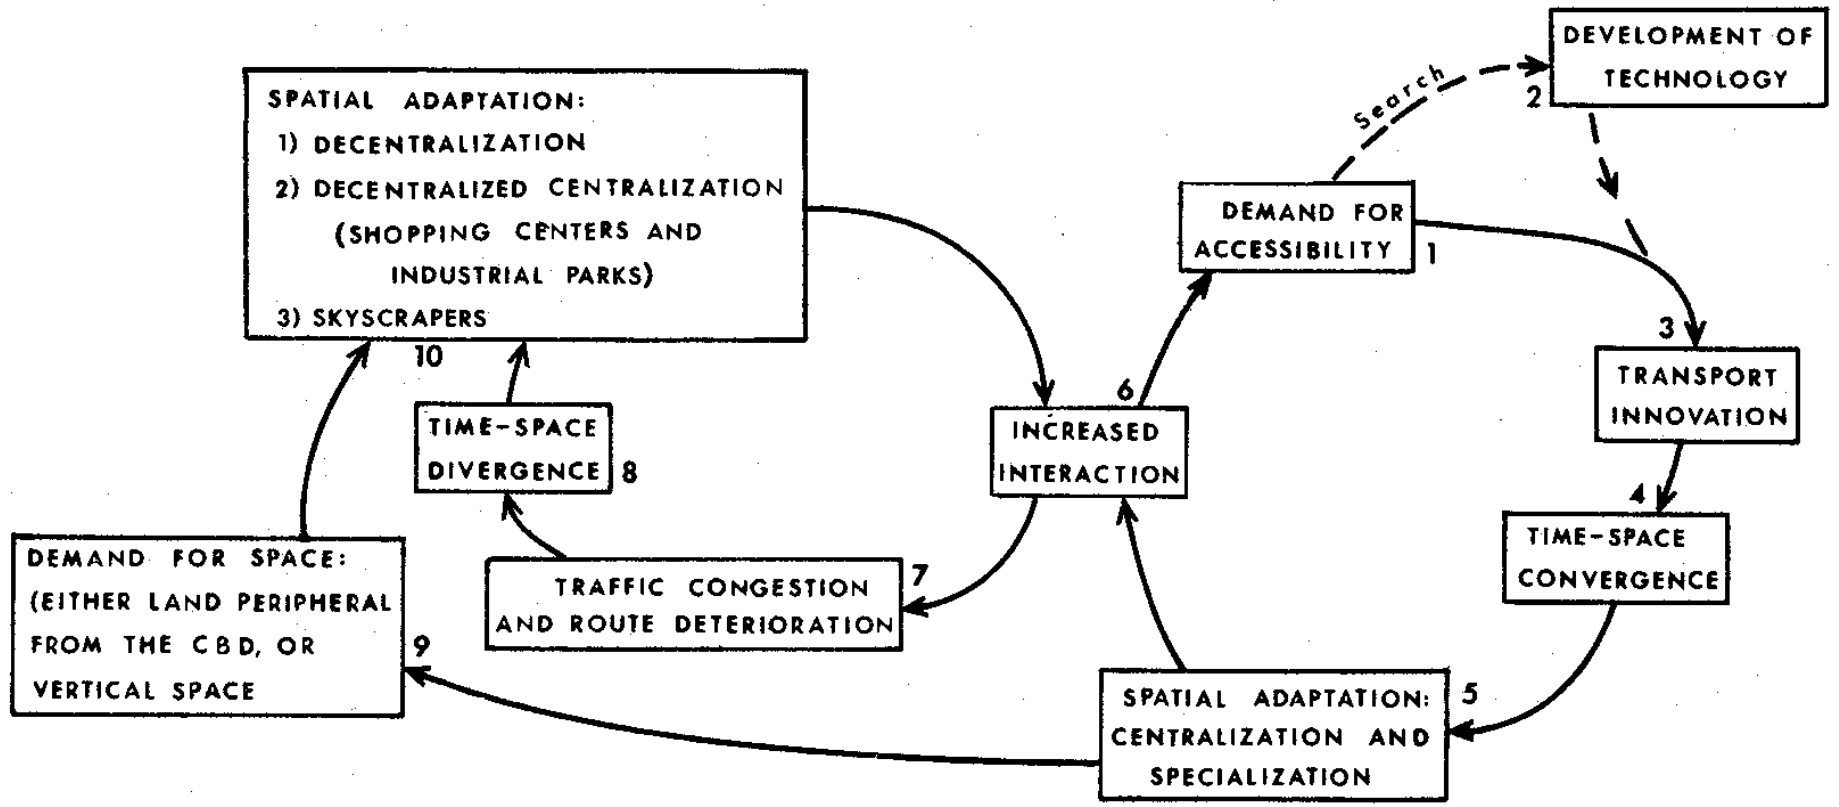 DEVELOPMENT OF
TECHNOLOGY
2
Search
SPATIAL ADAPTATION:
1) DECENTRALIZATION
2) DECENTRALIZED CENTRALIZATION
(SHOPPING CENTERS AND
INDUSTRIAL PARKS)
3) SKYSCRAPERS
10
DEMAND FOR
ACCESSIBILITY
1
3
TRANSPORT
INNOVATION
6
INCREASED
INTERACTION
TIME-SPACE
DIVERGENCE
8
4
TIME-SPACE
CONVERGENCE
DEMAND FOR SPACE:
(EITHER LAND PERIPHERAL
FROM THE CBD, OR
VERTICAL SPACE
9
7
TRAFFIC CONGESTION
AND ROUTE DETERIORATION
5
SPATIAL ADAPTATION:
CENTRALIZATION AND
SPECIALIZATION